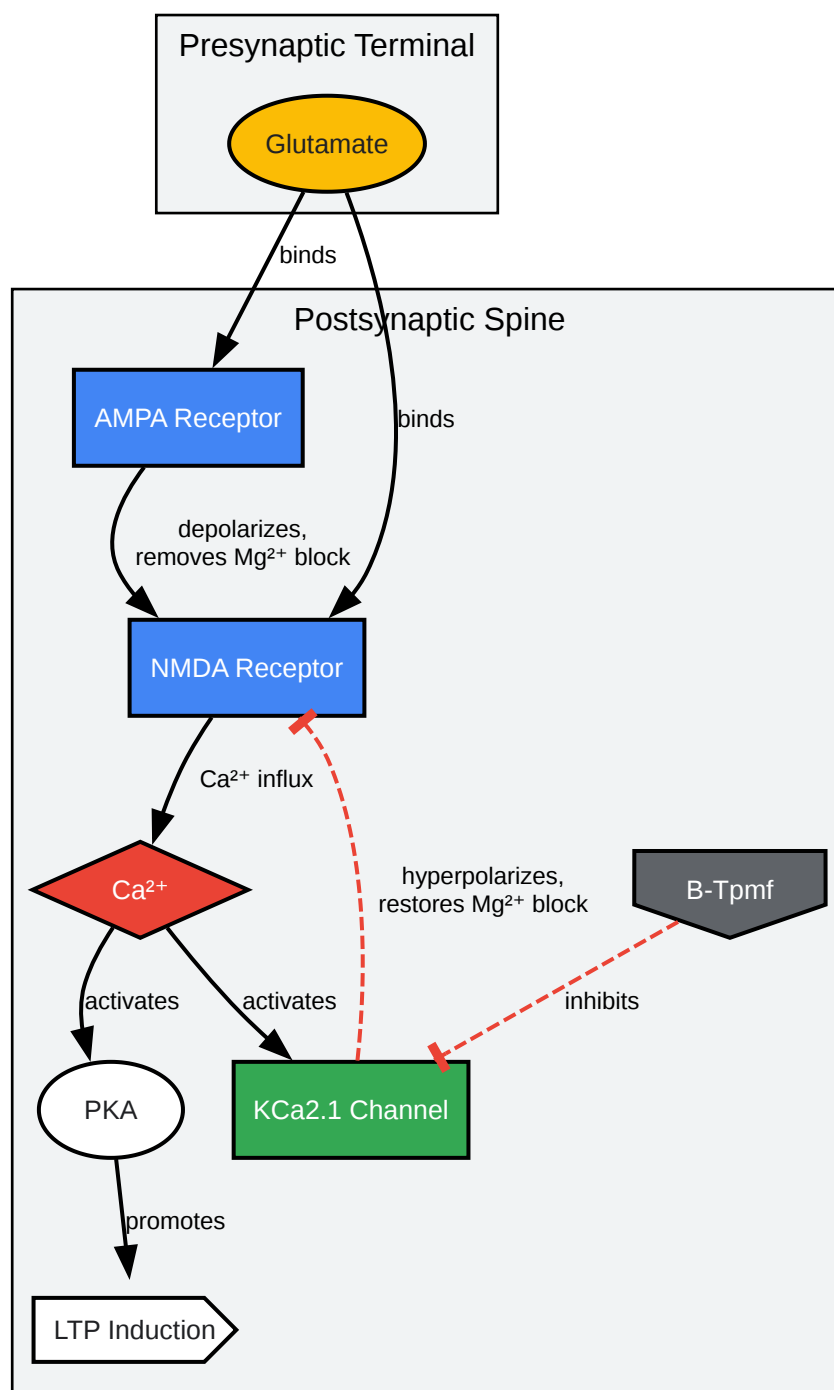 Presynaptic Terminal
Glutamate
binds
Postsynaptic Spine
AMPA Receptor
binds
depolarizes,
removes Mg²⁺ block
NMDA Receptor
Ca²⁺ influx
Ca²⁺
hyperpolarizes,
restores Mg²⁺ block
B-Tpmf
activates
activates
inhibits
PKA
KCa2.1 Channel
promotes
LTP Induction